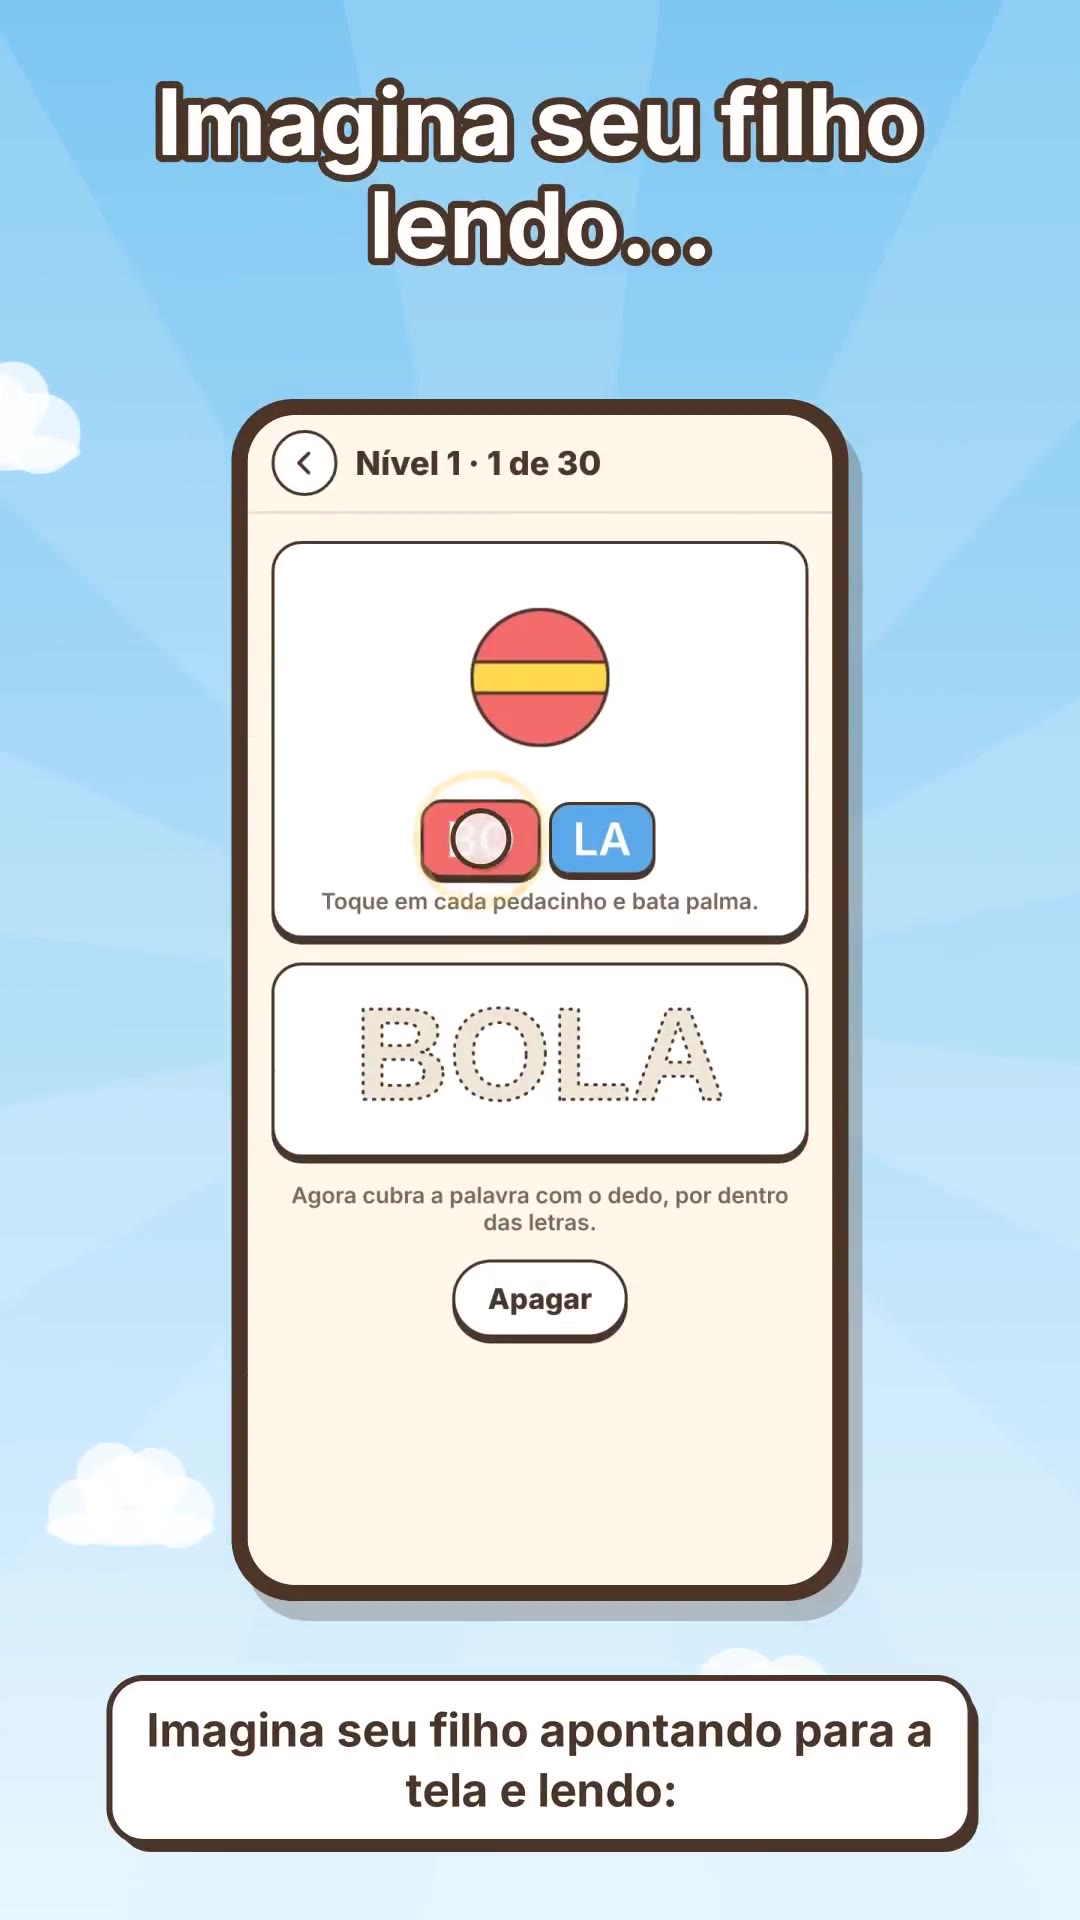 Imagina seu filho
lendo...
Nível 1 · 1 de 30
BO LA
Toque em cada pedacinho e bata palma.
BOLA
Agora cubra a palavra com o dedo, por dentro
das letras.
Apagar
Imagina seu filho apontando para a
tela e lendo: